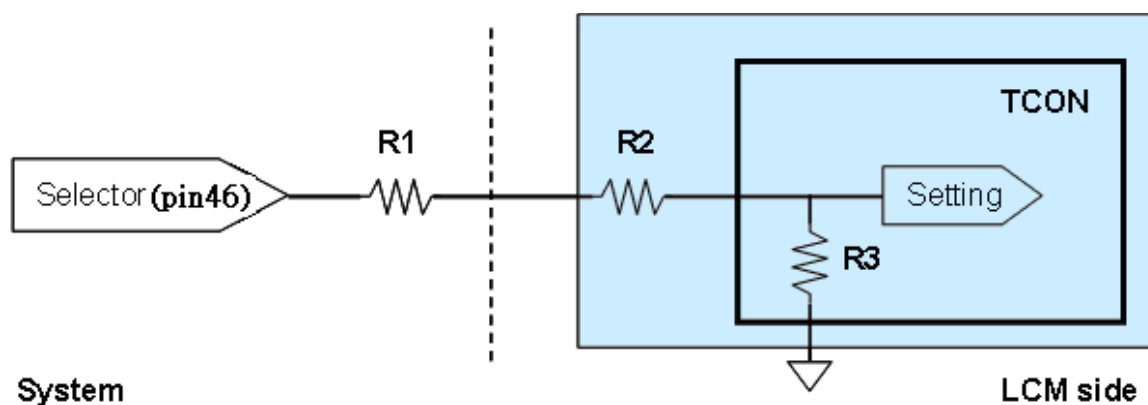 TCON
R1
R2
Selector(pin46)
Setting
R3
System
LCM side